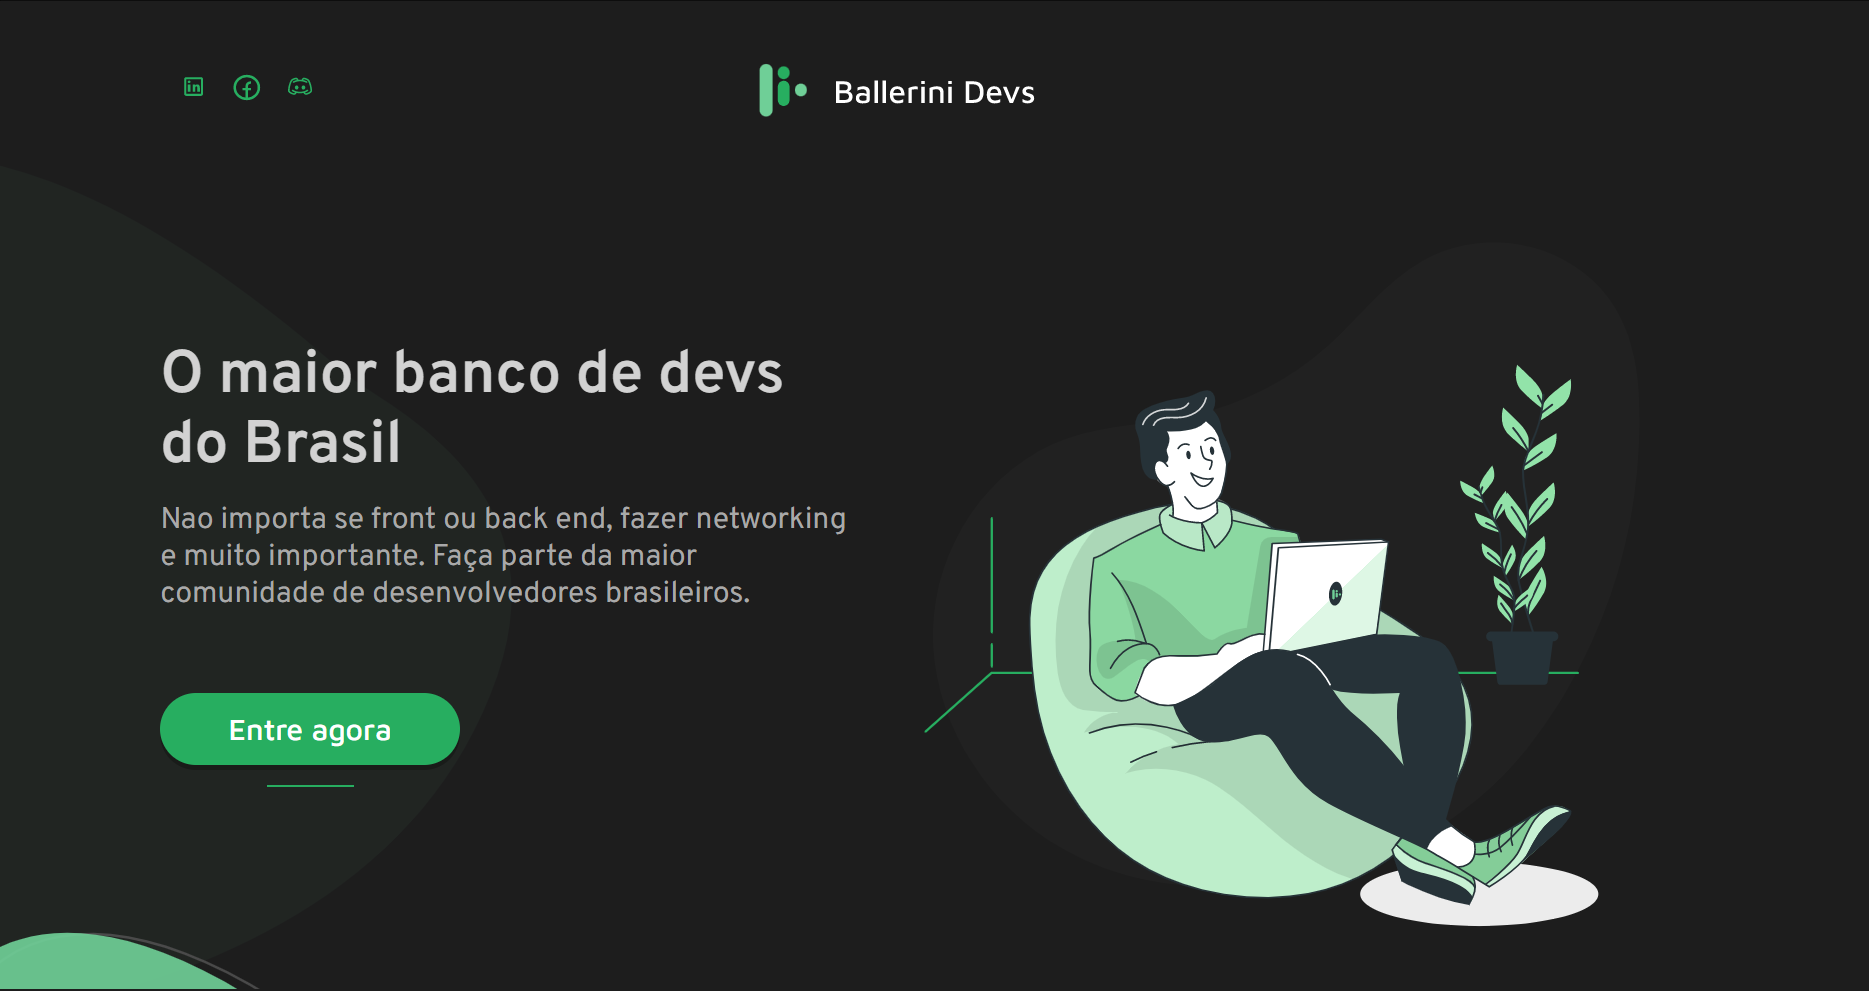 Ballerini Devs
O maior banco de devs
do Brasil
Nao importa se front ou back end, fazer networking
e muito importante. Faça parte da maior
comunidade de desenvolvedores brasileiros.
Entre agora